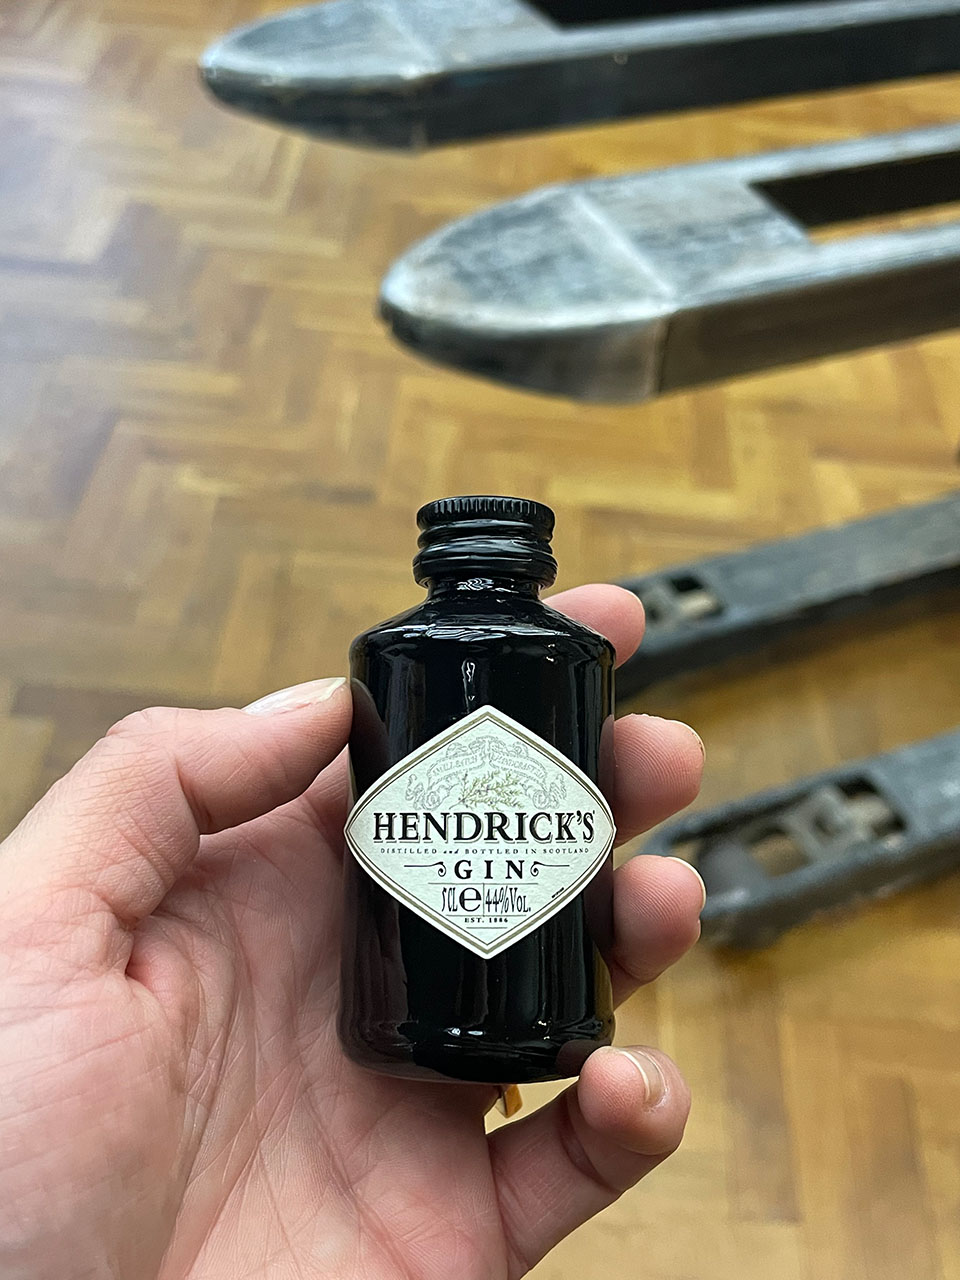 HENDRICK'S
DISTILLED and BOTTLED IN SCOTLAND
GIN
5CL e 44%VOL.
EST. 1886